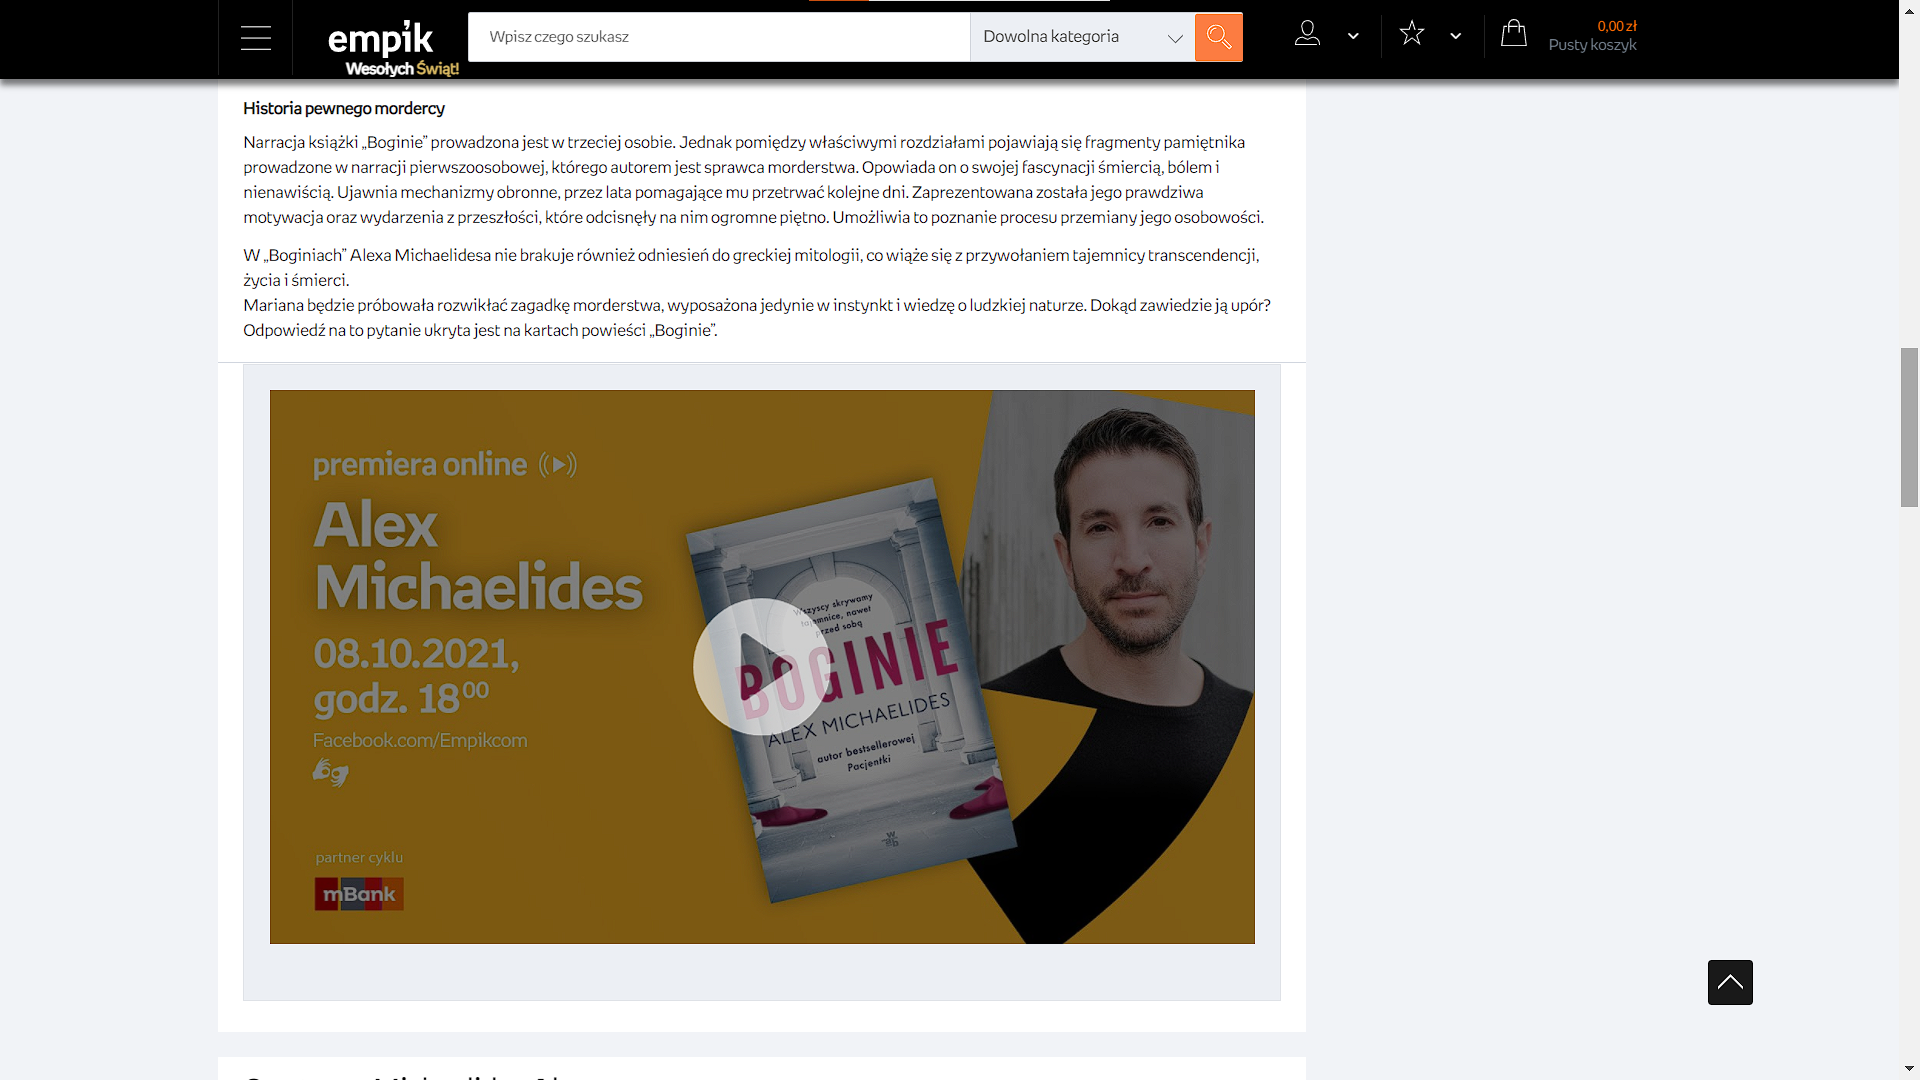 empik
Wesołych Świąt!
Wpisz czego szukasz
Dowolna kategoria
0,00 zł
Pusty koszyk
Historia pewnego mordercy
Narracja książki „Boginie” prowadzona jest w trzeciej osobie. Jednak pomiędzy właściwymi rozdziałami pojawiają się fragmenty pamiętnika
prowadzone w narracji pierwszoosobowej, którego autorem jest sprawca morderstwa. Opowiada on o swojej fascynacji śmiercią, bólem i
nienawiścią. Ujawnia mechanizmy obronne, przez lata pomagające mu przetrwać kolejne dni. Zaprezentowana została jego prawdziwa
motywacja oraz wydarzenia z przeszłości, które odcisnęły na nim ogromne piętno. Umożliwia to poznanie procesu przemiany jego osobowości.
W „Boginiach” Alexa Michaelidesa nie brakuje również odniesień do greckiej mitologii, co wiąże się z przywołaniem tajemnicy transcendencji,
życia i śmierci.
Mariana będzie próbowała rozwikłać zagadkę morderstwa, wyposażona jedynie w instynkt i wiedzę o ludzkiej naturze. Dokąd zawiedzie ją upór?
Odpowiedź na to pytanie ukryta jest na kartach powieści „Boginie”.
premiera online
Alex
Michaelides
08.10.2021,
godz. 18⁰⁰
Facebook.com/Empikcom
partner cyklu
mBank
Wszyscy skrywamy
tajemnice, nawet
przed sobą
BOGINIE
ALEX MICHAELIDES
autor bestsellerowej
Pacjentki